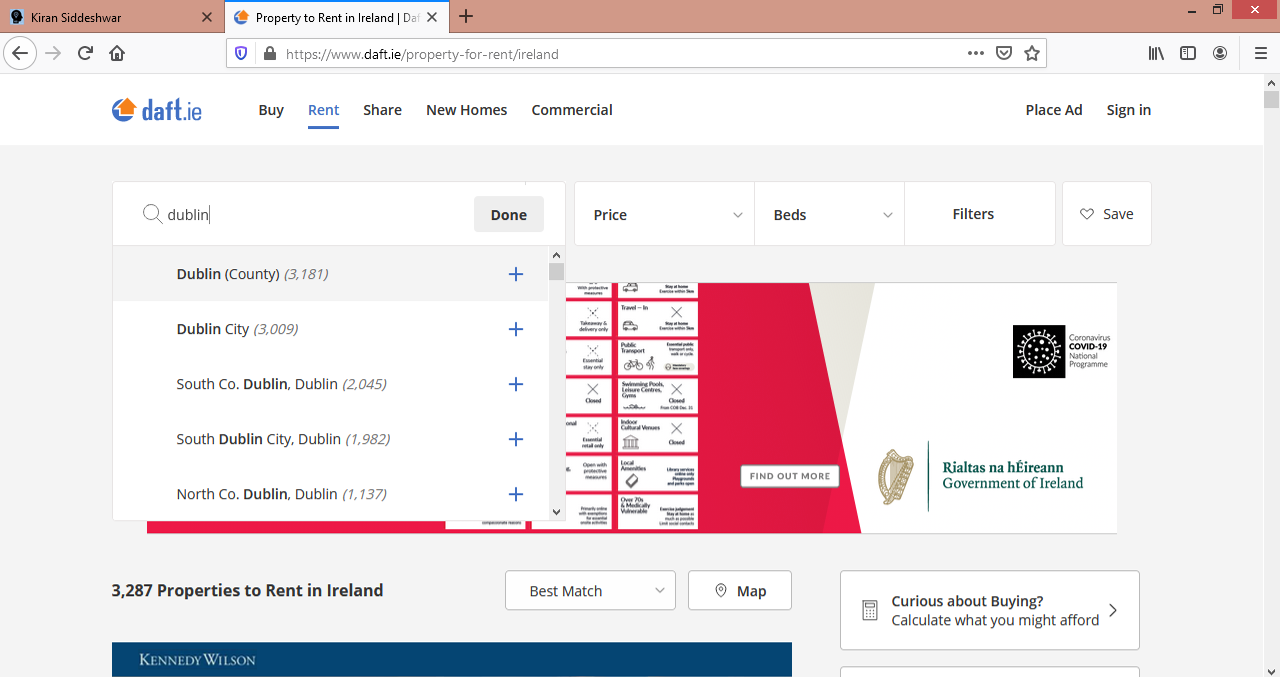 Kiran Siddeshwar
Property to Rent in Ireland | Daf
https://www.daft.ie/property-for-rent/ireland
daft.ie
Buy
Rent
Share
New Homes
Commercial
Place Ad
Sign in
dublin
Done
Price
Beds
Filters
Save
Dublin (County) (3,181)
Dublin City (3,009)
South Co. Dublin, Dublin (2,045)
South Dublin City, Dublin (1,982)
North Co. Dublin, Dublin (1,137)
With protective
measures
Stay at home
Exercise within 5km
Takeaway &
delivery only
Travel – In
Stay at home
Exercise within 5km
Essential
stay only
Public
Transport
Essential public
transport only,
walk or cycle
Closed
Swimming Pools,
Leisure Centres,
Gyms
Closed
From COB Dec. 31
Essential
retail only
Indoor
Cultural Venues
Closed
Open with
protective
measures
Local
Amenities
Library services
online only
Playgrounds
and parks open
Primarily online
with exemptions
for essential
onsite activities
Over 70s
& Medically
Vulnerable
Exercise judgement
Stay at home as
much as possible
Limit social contacts
FIND OUT MORE
Coronavirus
COVID-19
National
Programme
Rialtas na hÉireann
Government of Ireland
3,287 Properties to Rent in Ireland
Best Match
Map
Curious about Buying?
Calculate what you might afford
KENNEDY WILSON